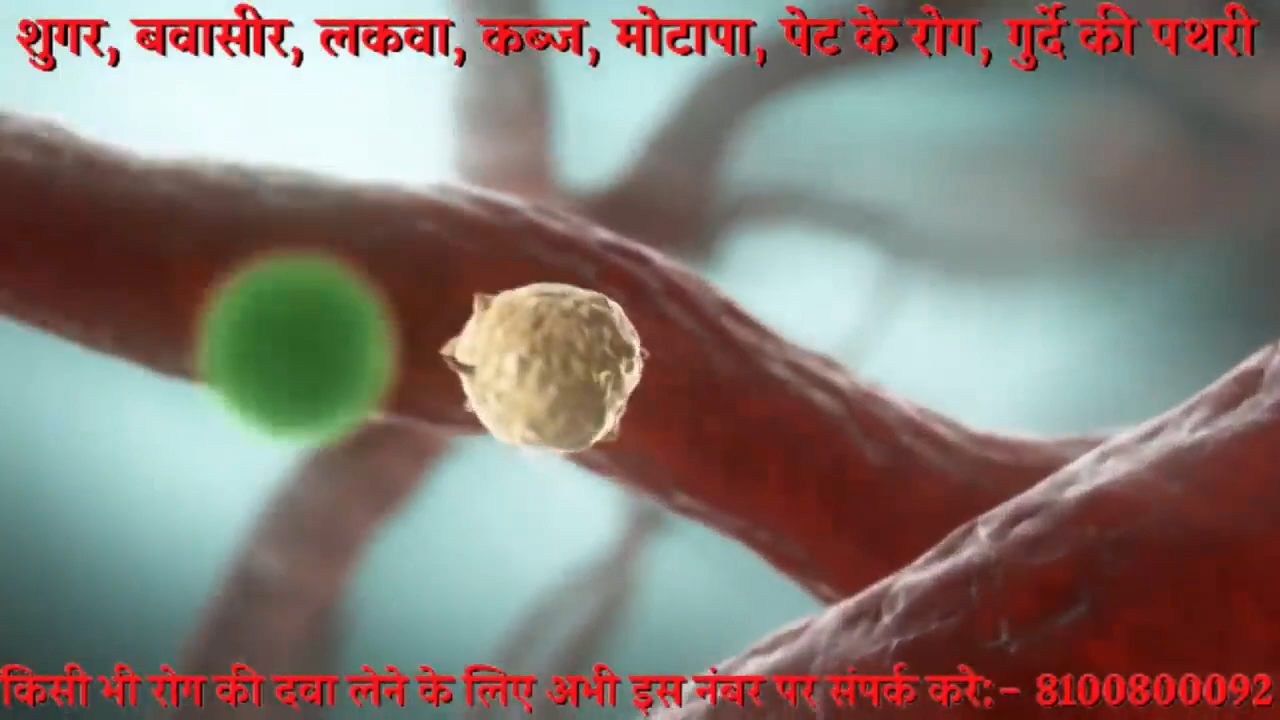 शुगर, बवासीर, लकवा, कब्ज, मोटापा, पेट के रोग, गुर्दे की पथरी
किसी भी रोग की दवा लेने के लिए अभी इस नंबर पर संपर्क करे:- 8100800092